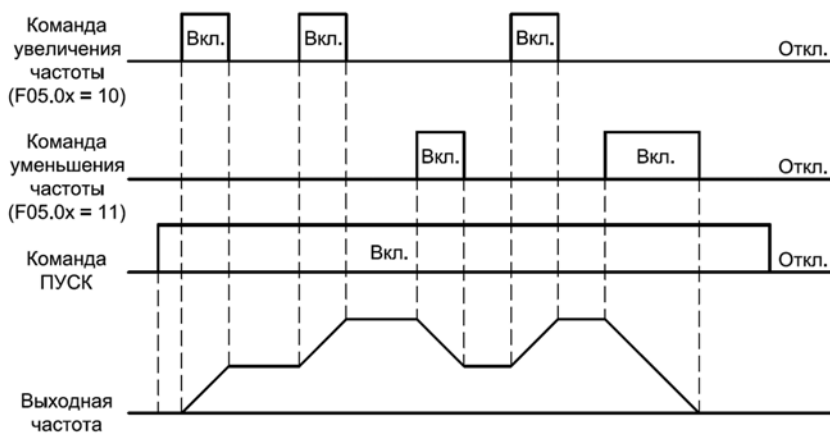 Команда
увеличения
частоты
(F05.0x = 10)
Вкл.
Вкл.
Вкл.
Откл.
Команда
уменьшения
частоты
(F05.0x = 11)
Вкл.
Вкл.
Откл.
Команда
ПУСК
Вкл.
Откл.
Выходная
частота